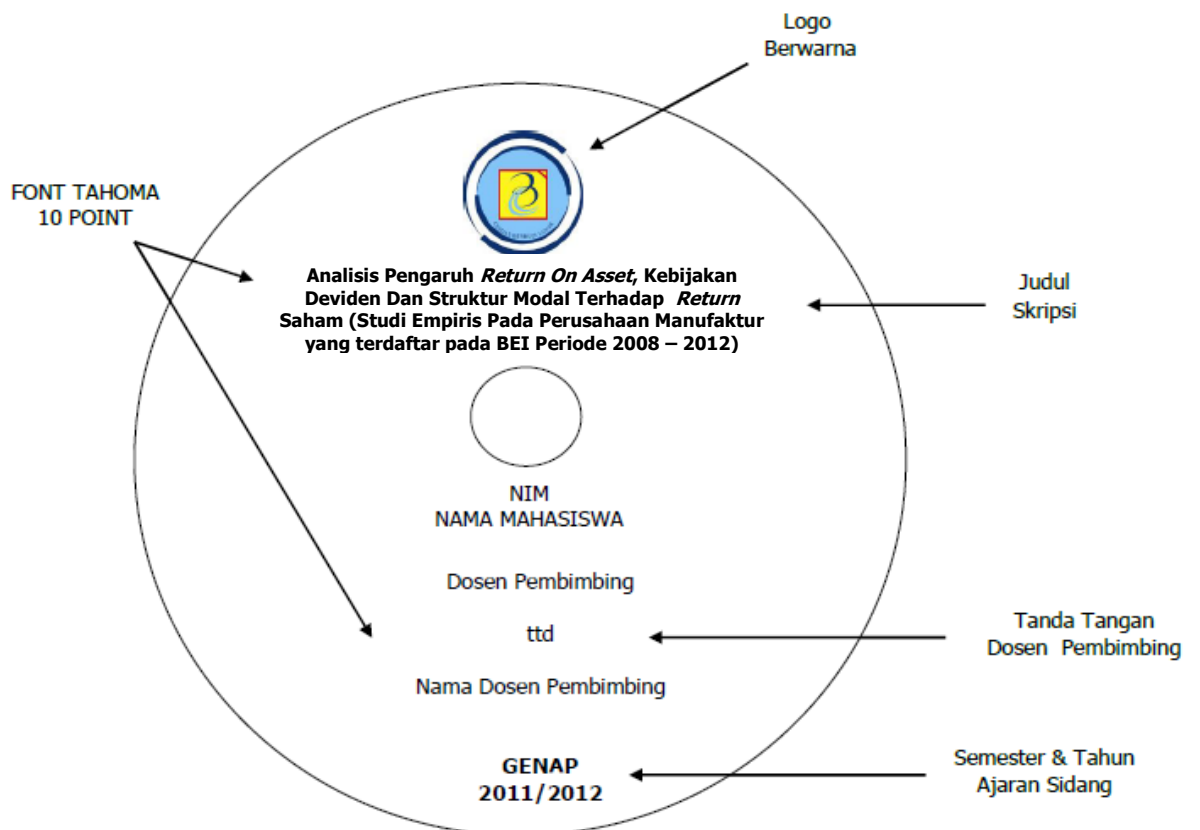 Logo
Berwarna
FONT TAHOMA
10 POINT
Analisis Pengaruh Return On Asset, Kebijakan
Deviden Dan Struktur Modal Terhadap Return
Saham (Studi Empiris Pada Perusahaan Manufaktur
yang terdaftar pada BEI Periode 2008 – 2012)
Judul
Skripsi
NIM
NAMA MAHASISWA
Dosen Pembimbing
ttd
Tanda Tangan
Dosen Pembimbing
Nama Dosen Pembimbing
GENAP
2011/2012
Semester & Tahun
Ajaran Sidang